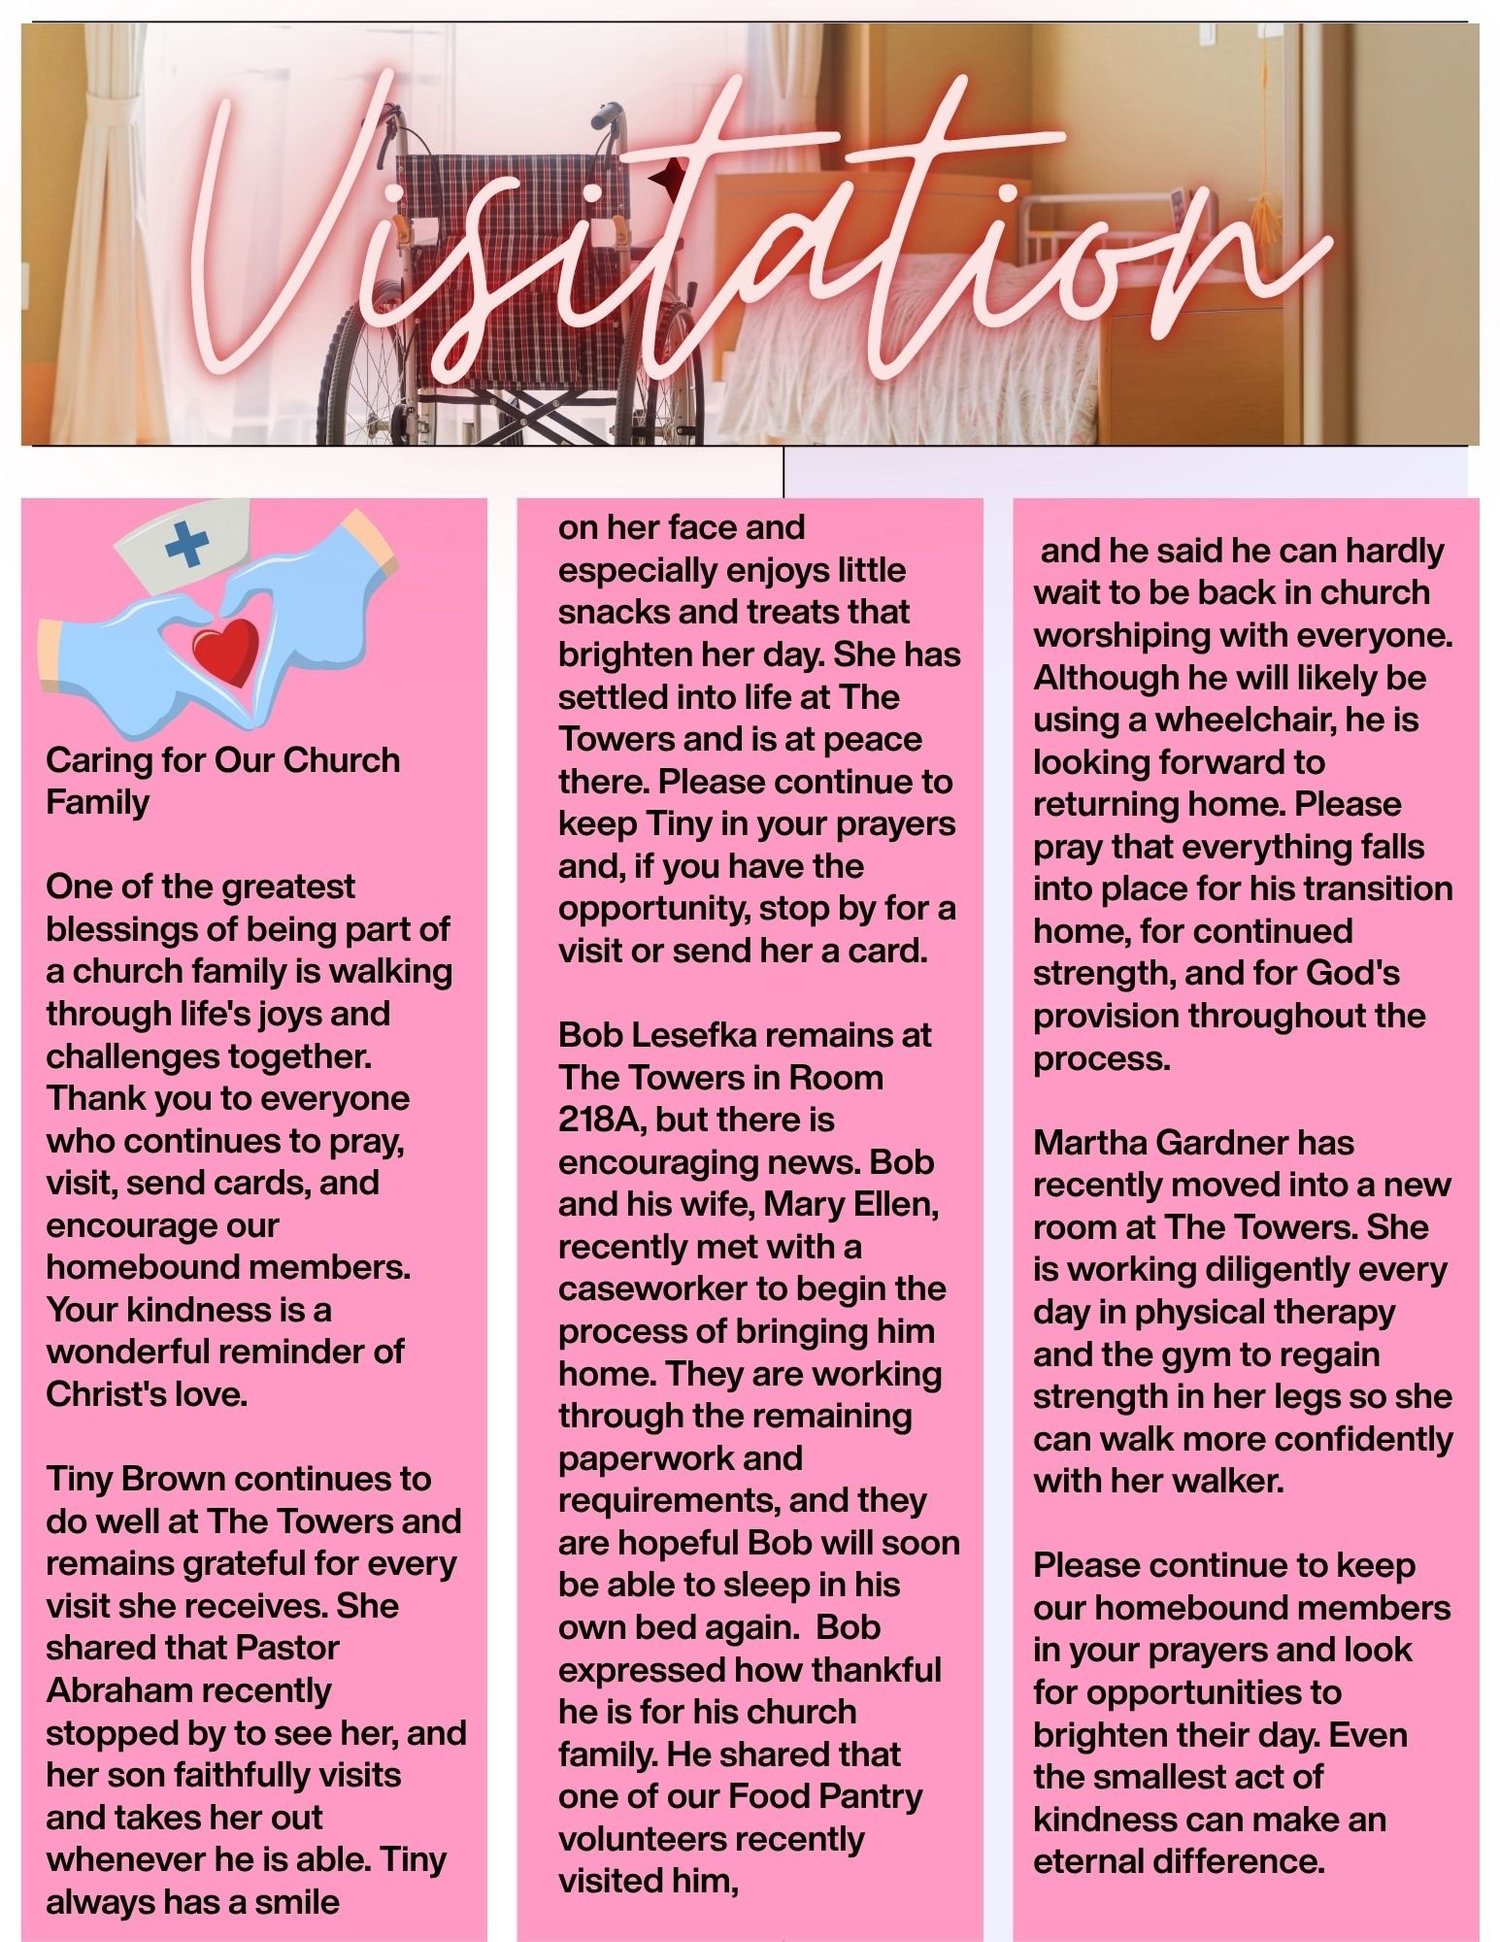 Visitation
Caring for Our Church
Family
One of the greatest
blessings of being part of
a church family is walking
through life's joys and
challenges together.
Thank you to everyone
who continues to pray,
visit, send cards, and
encourage our
homebound members.
Your kindness is a
wonderful reminder of
Christ's love.
Tiny Brown continues to
do well at The Towers and
remains grateful for every
visit she receives. She
shared that Pastor
Abraham recently
stopped by to see her, and
her son faithfully visits
and takes her out
whenever he is able. Tiny
always has a smile
on her face and
especially enjoys little
snacks and treats that
brighten her day. She has
settled into life at The
Towers and is at peace
there. Please continue to
keep Tiny in your prayers
and, if you have the
opportunity, stop by for a
visit or send her a card.
Bob Lesefka remains at
The Towers in Room
218A, but there is
encouraging news. Bob
and his wife, Mary Ellen,
recently met with a
caseworker to begin the
process of bringing him
home. They are working
through the remaining
paperwork and
requirements, and they
are hopeful Bob will soon
be able to sleep in his
own bed again.  Bob
expressed how thankful
he is for his church
family. He shared that
one of our Food Pantry
volunteers recently
visited him,
and he said he can hardly
wait to be back in church
worshiping with everyone.
Although he will likely be
using a wheelchair, he is
looking forward to
returning home. Please
pray that everything falls
into place for his transition
home, for continued
strength, and for God's
provision throughout the
process.
Martha Gardner has
recently moved into a new
room at The Towers. She
is working diligently every
day in physical therapy
and the gym to regain
strength in her legs so she
can walk more confidently
with her walker.
Please continue to keep
our homebound members
in your prayers and look
for opportunities to
brighten their day. Even
the smallest act of
kindness can make an
eternal difference.